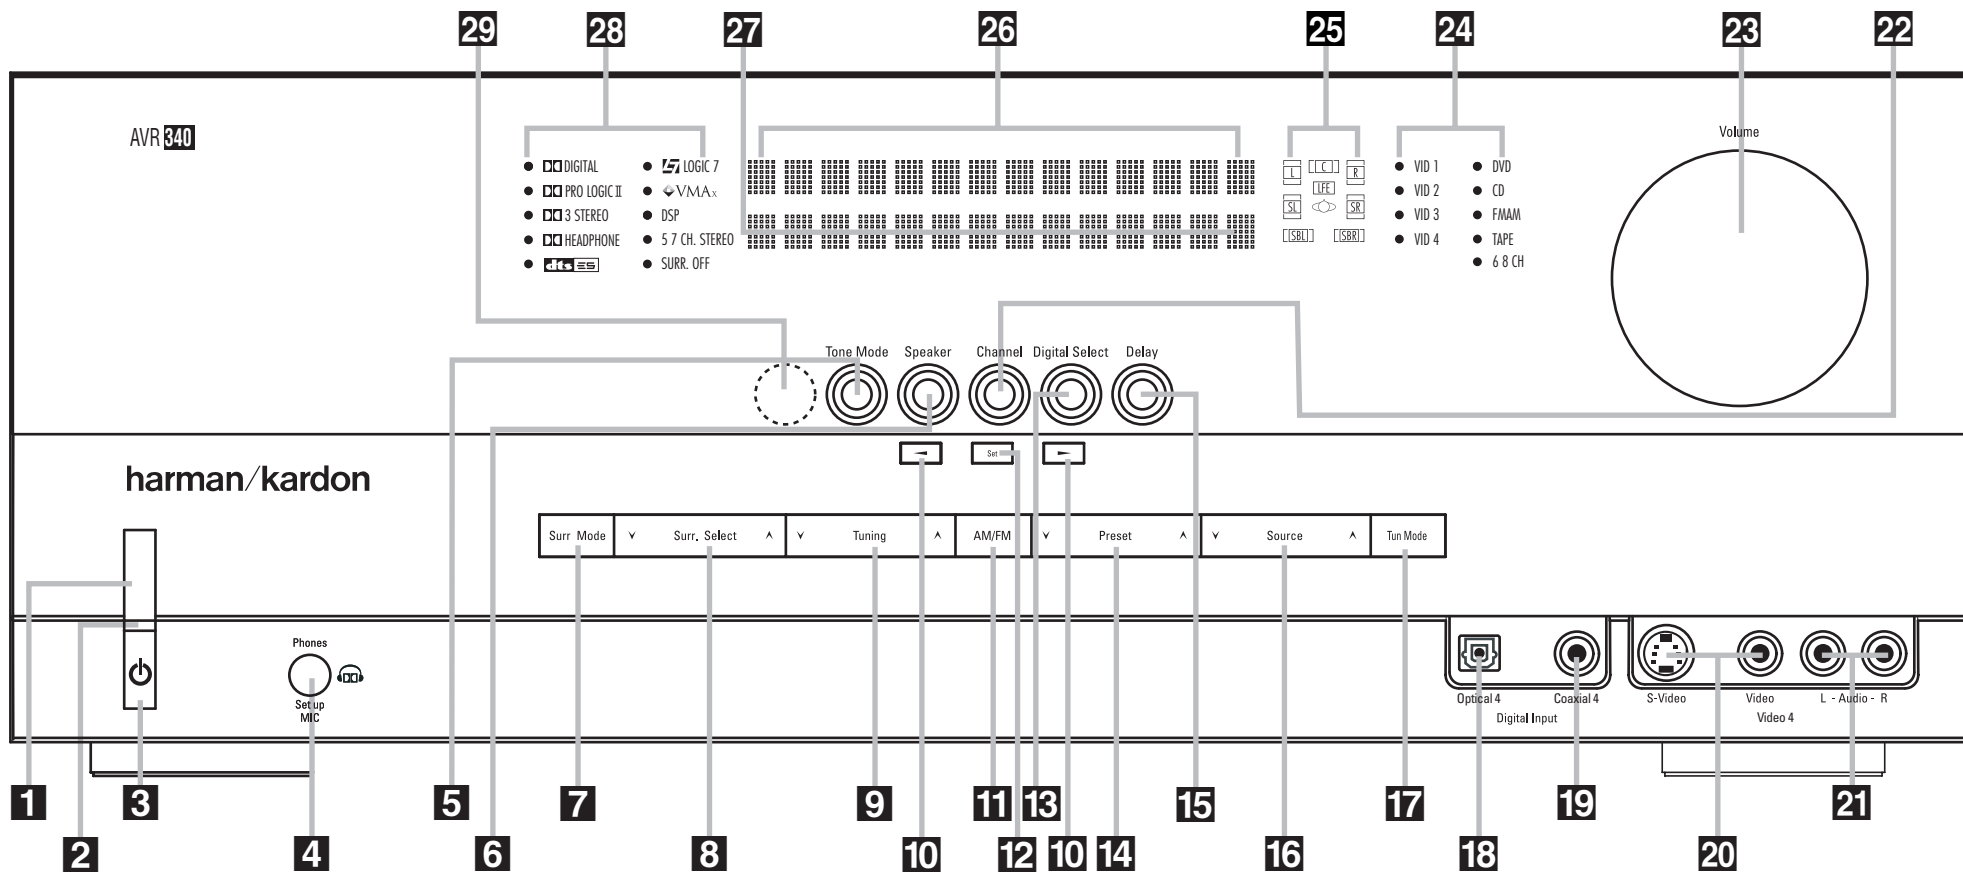 29 28 27 26 25 24 23 22
AVR 340
Volume
DIGITAL
PRO LOGIC II
3 STEREO
HEADPHONE
dts ES
LOGIC 7
VMAx
DSP
5 7 CH. STEREO
SURR. OFF
L [C] R
LFE
SL SR
[SBL] [SBR]
VID 1
VID 2
VID 3
VID 4
DVD
CD
FMAM
TAPE
6 8 CH
Tone Mode Speaker Channel Digital Select Delay
Set
harman/kardon
Surr Mode Surr. Select Tuning AM/FM Preset Source Tun Mode
Phones
Set up
MIC
Optical 4 Coaxial 4
Digital Input
S-Video Video L - Audio - R
Video 4
1 3 5 7 9 11 13 15 17 19 21
2 4 6 8 10 12 10 14 16 18 20